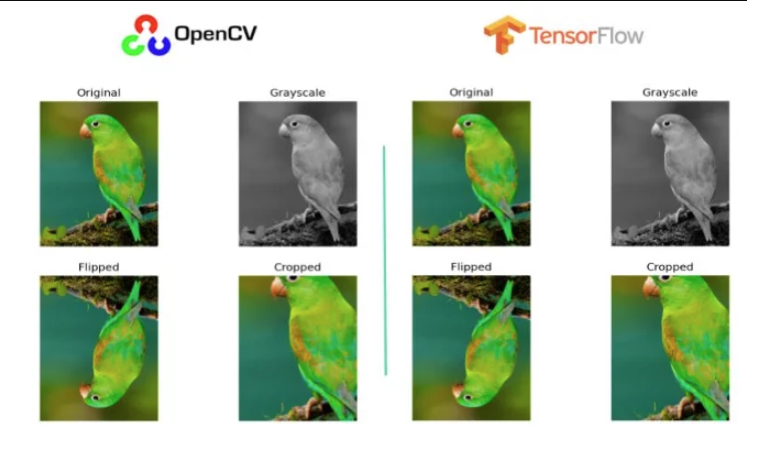 OpenCV
TensorFlow
Original
Grayscale
Original
Grayscale
Flipped
Cropped
Flipped
Cropped